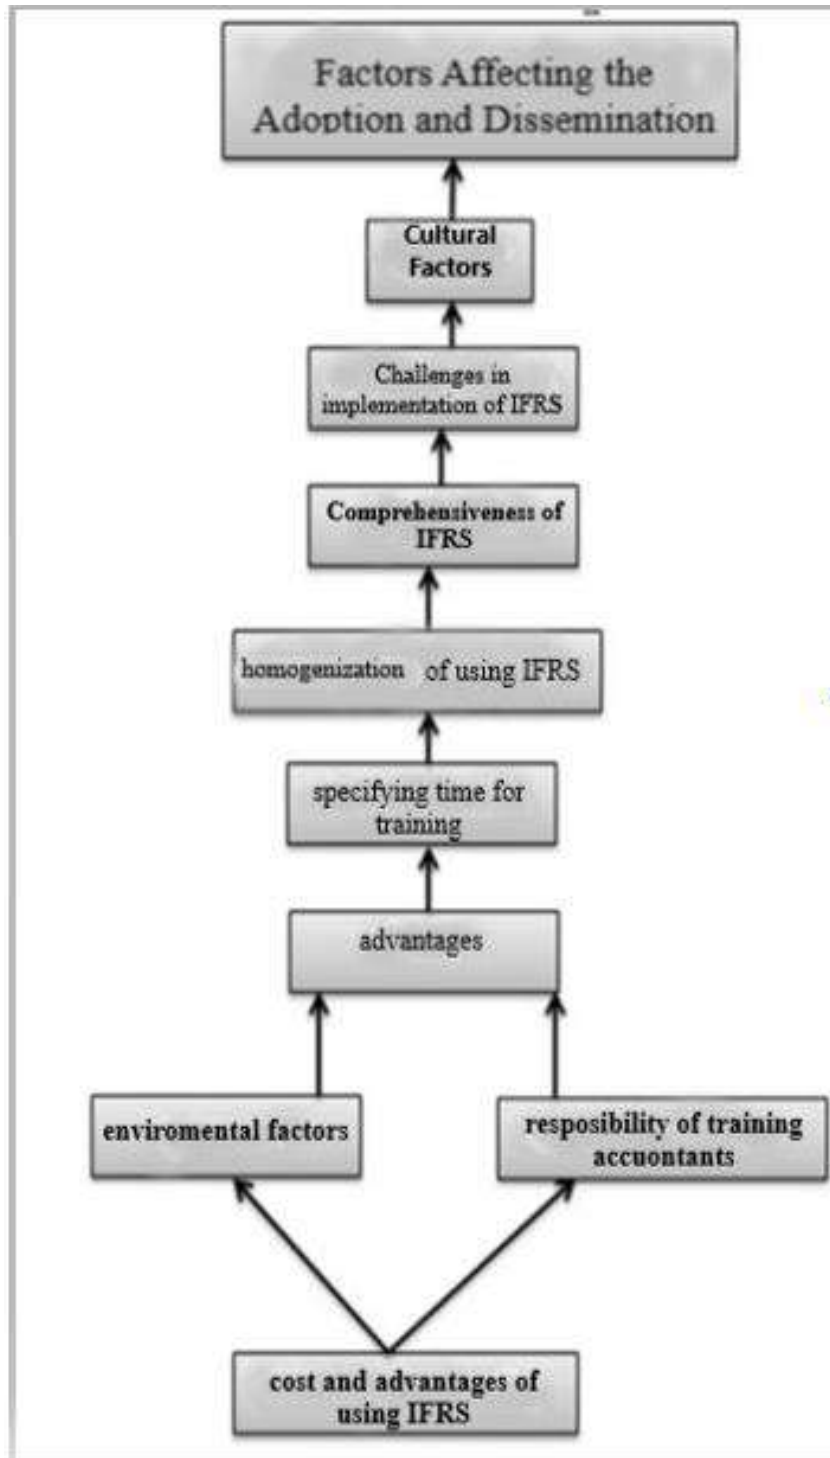 Factors Affecting the
Adoption and Dissemination
Cultural
Factors
Challenges in
implementation of IFRS
Comprehensiveness of
IFRS
homogenization of using IFRS
specifying time for
training
advantages
enviromental factors
resposibility of training
accuontants
cost and advantages of
using IFRS